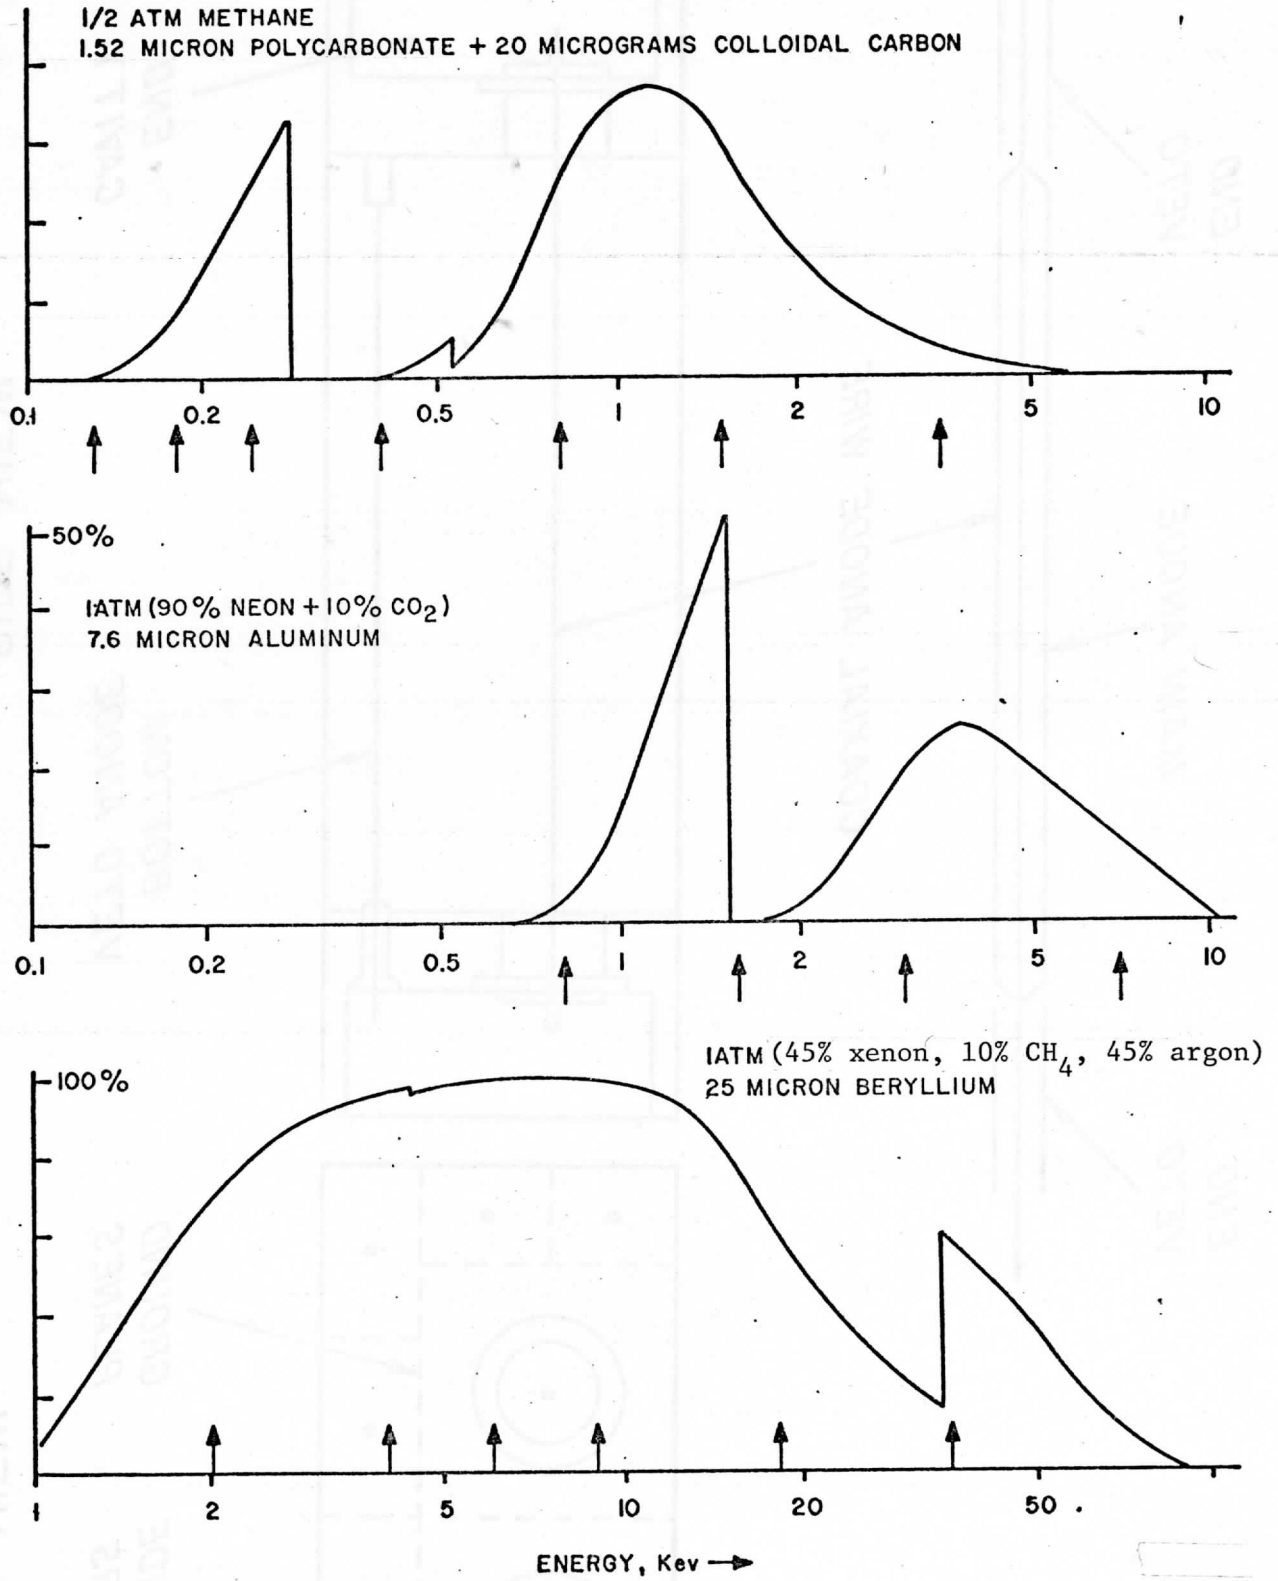 1/2 ATM METHANE
1.52 MICRON POLYCARBONATE + 20 MICROGRAMS COLLOIDAL CARBON
0.1 0.2 0.5 1 2 5 10
50%
1ATM (90% NEON + 10% CO2)
7.6 MICRON ALUMINUM
0.1 0.2 0.5 1 2 5 10
1ATM (45% xenon, 10% CH4, 45% argon)
25 MICRON BERYLLIUM
100%
1 2 5 10 20 50
ENERGY, Kev